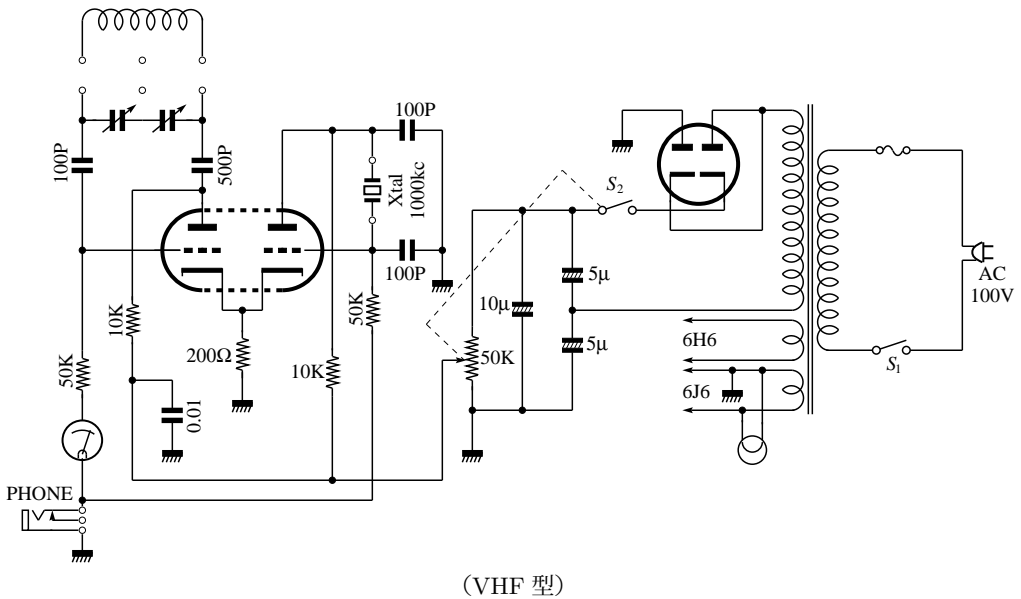 100P
500P
100P
Xtal
1000kc
100P
10K
200Ω
10K
50K
50K
0.01
PHONE
S2
5μ
10μ
5μ
50K
6H6
6J6
AC
100V
S1
(VHF 型)